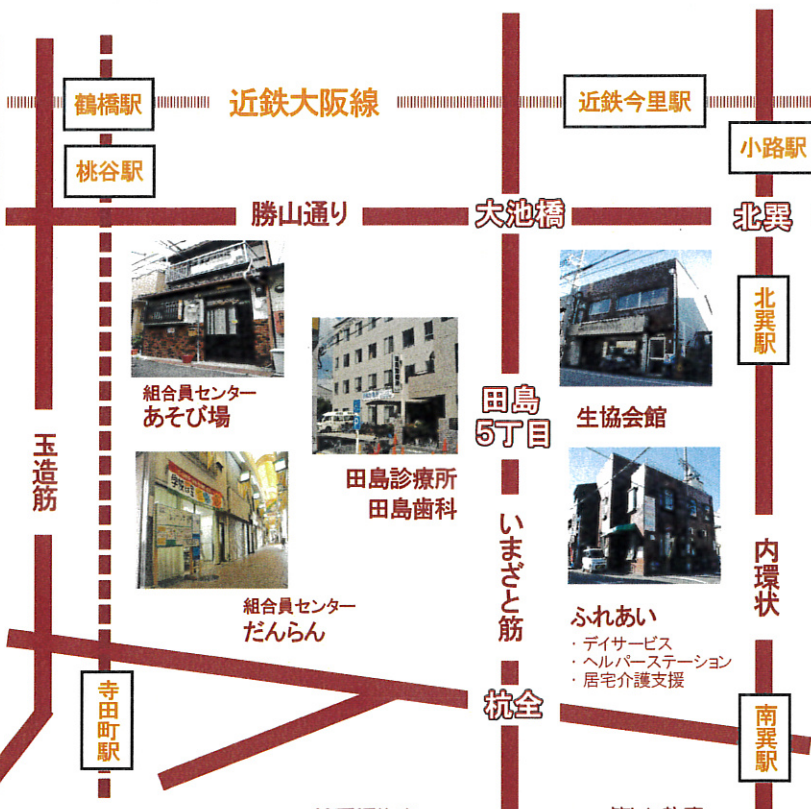 鶴橋駅
近鉄大阪線
近鉄今里駅
小路駅
桃谷駅
勝山通り
大池橋
北巽
北巽駅
組合員センター
あそび場
田島
5丁目
生協会館
玉造筋
田島診療所
田島歯科
いまざと筋
内環状
組合員センター
だんらん
ふれあい
・デイサービス
・ヘルパーステーション
・居宅介護支援
寺田町駅
杭全
南巽駅